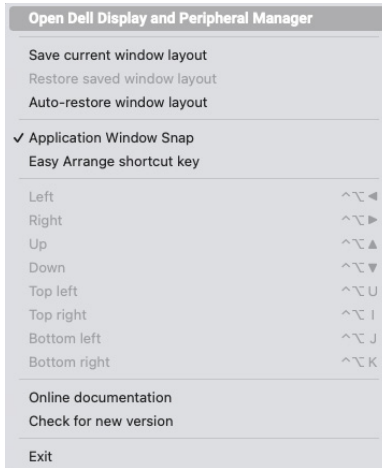 Open Dell Display and Peripheral Manager
Save current window layout
Restore saved window layout
Auto-restore window layout
✓ Application Window Snap
Easy Arrange shortcut key
Left ^⌥◀
Right ^⌥▶
Up ^⌥▲
Down ^⌥▼
Top left ^⌥U
Top right ^⌥I
Bottom left ^⌥J
Bottom right ^⌥K
Online documentation
Check for new version
Exit